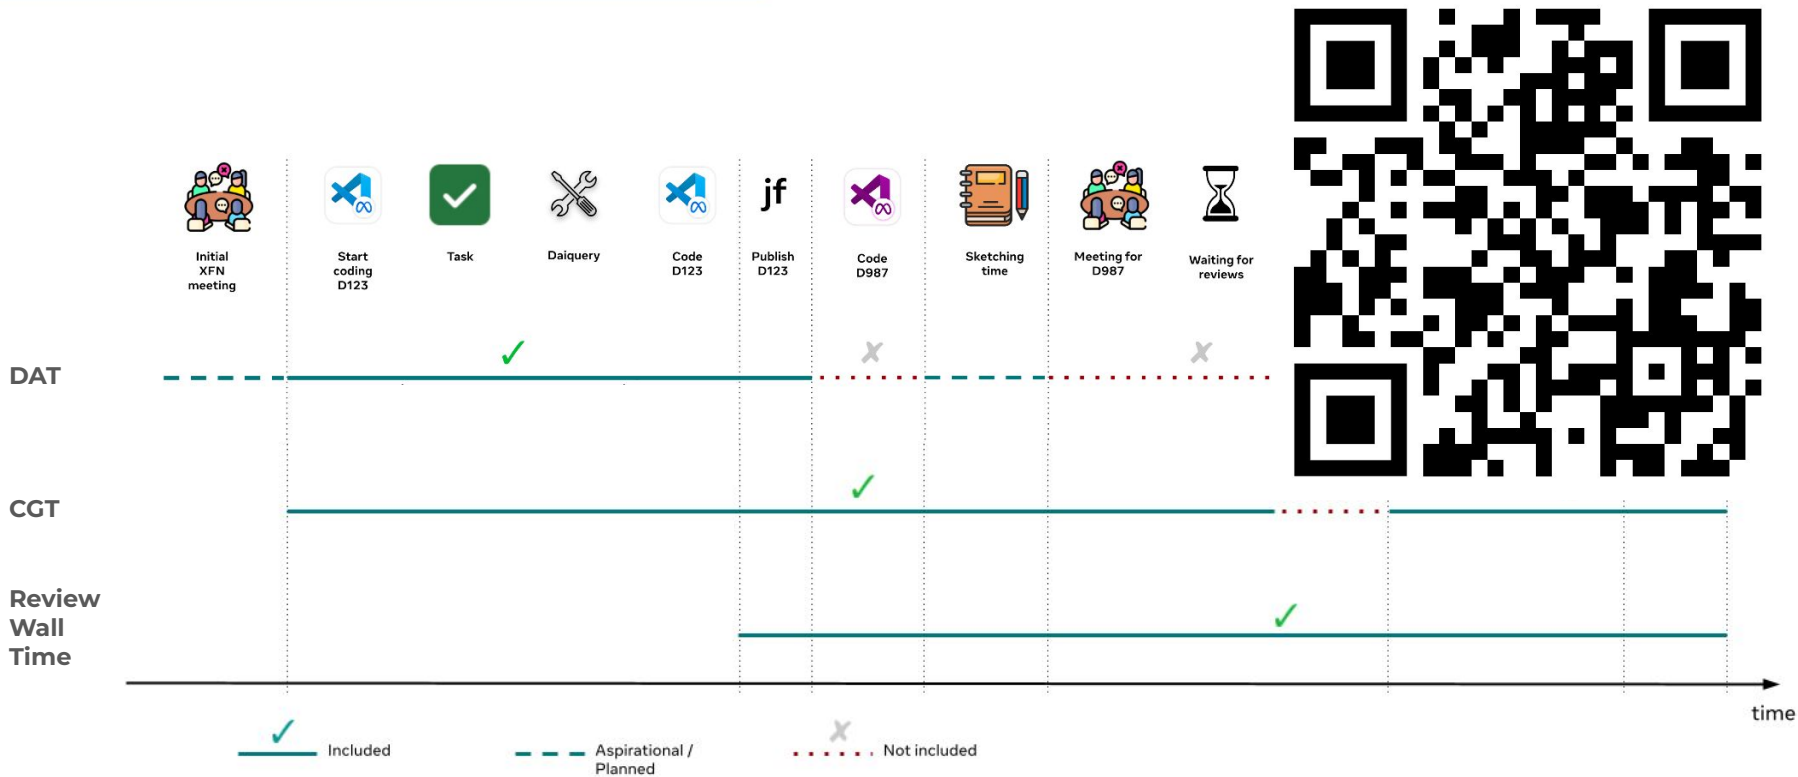 jf
Initial
XFN
meeting
Start
coding
D123
Task
Daiquery
Code
D123
Publish
D123
Code
D987
Sketching
time
Meeting for
D987
Waiting for
reviews
DAT
CGT
Review
Wall
Time
time
Included
Aspirational /
Planned
Not included